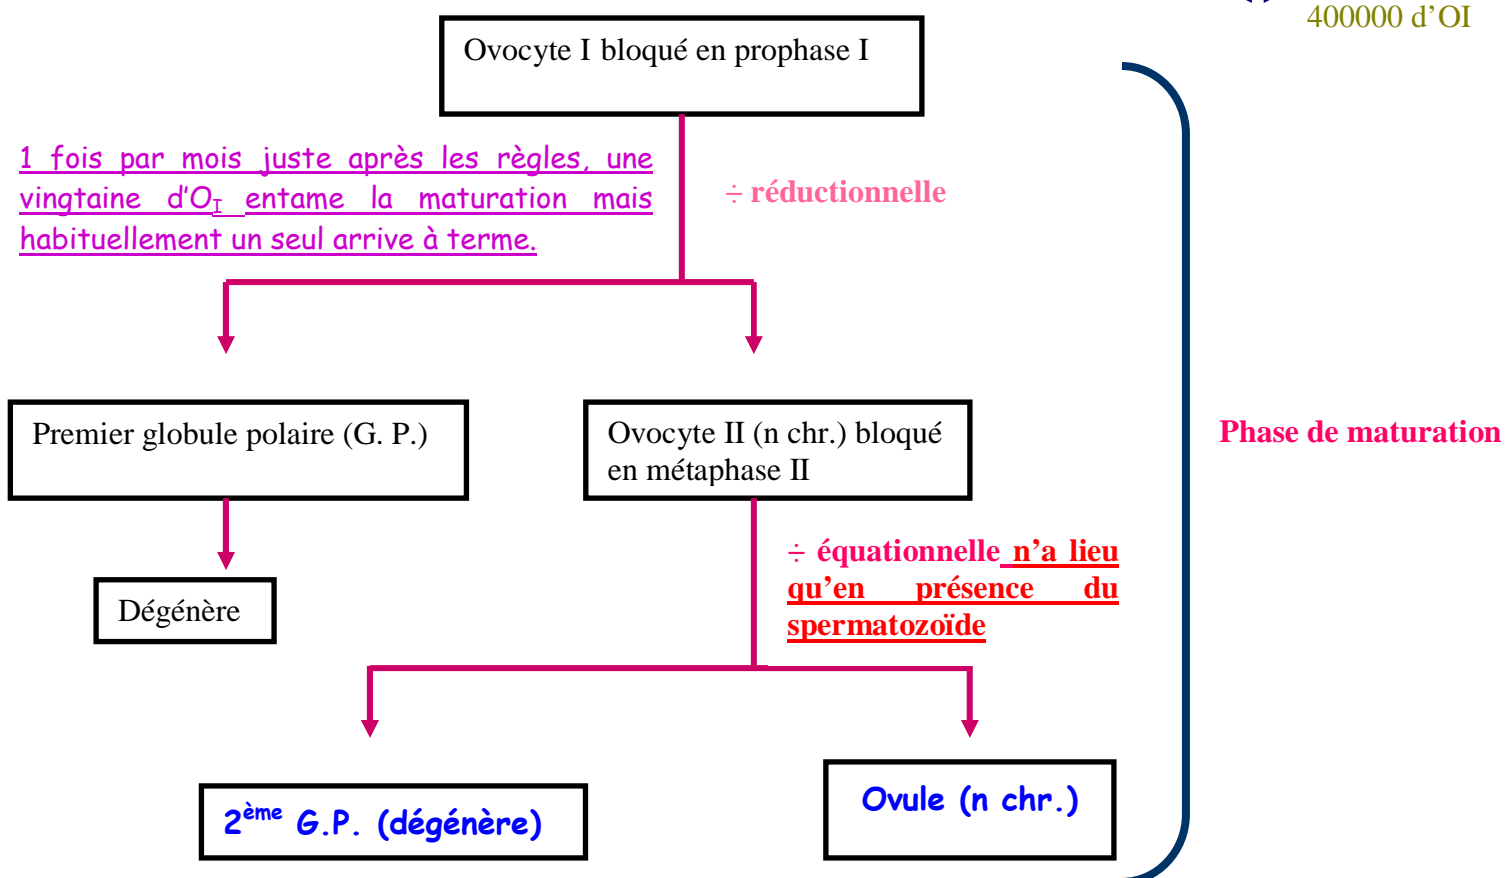 400000 d’OI
Ovocyte I bloqué en prophase I
1 fois par mois juste après les règles, une
vingtaine d’OI entame la maturation mais
habituellement un seul arrive à terme.
÷ réductionnelle
Premier globule polaire (G. P.)
Ovocyte II (n chr.) bloqué
en métaphase II
Phase de maturation
÷ équationnelle n’a lieu
qu’en présence du
spermatozoïde
Dégénère
2ème G.P. (dégénère)
Ovule (n chr.)